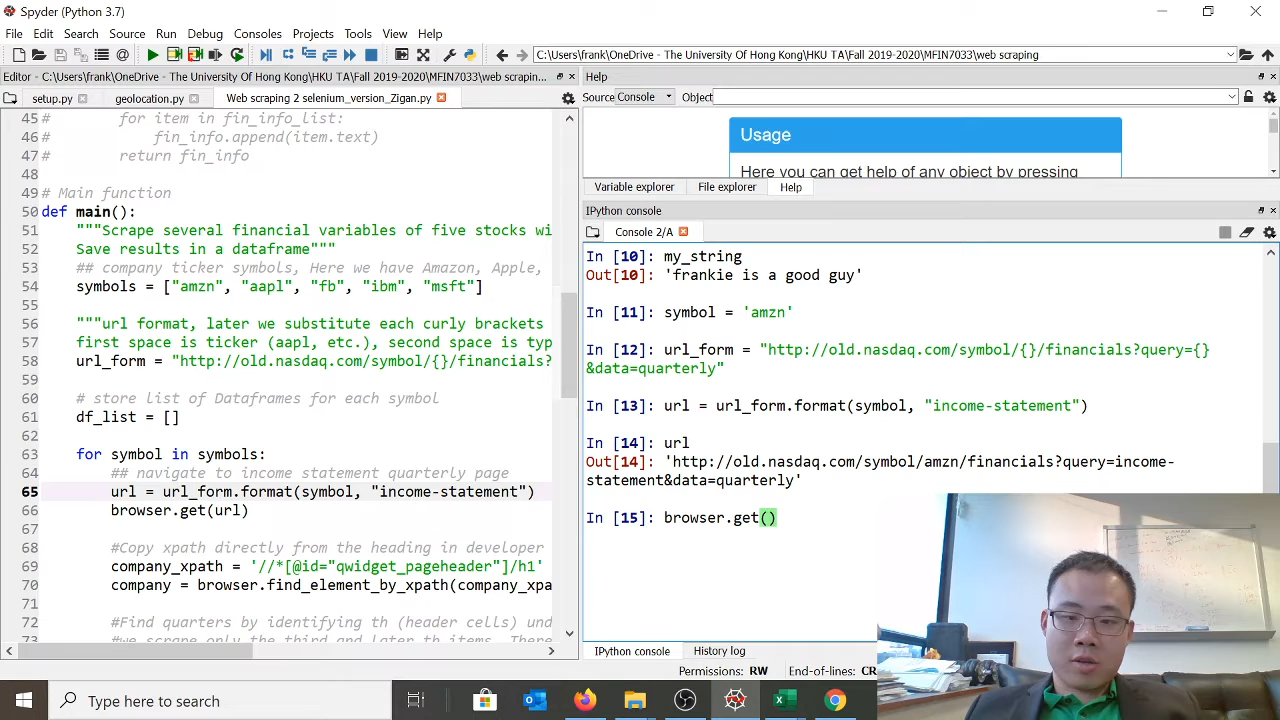 Spyder (Python 3.7)
File Edit Search Source Run Debug Consoles Projects Tools View Help
C:\Users\frank\OneDrive - The University Of Hong Kong\HKU TA\Fall 2019-2020\MFIN7033\web scraping
Editor - C:\Users\frank\OneDrive - The University Of Hong Kong\HKU TA\Fall 2019-2020\MFIN7033\web scrapin...
setup.py geolocation.py Web scraping 2 selenium_version_Zigan.py
45 # for item in fin_info_list:
46 # fin_info.append(item.text)
47 # return fin_info
48
49 # Main function
50 def main():
51 """Scrape several financial variables of five stocks wi
52 Save results in a dataframe"""
53 ## company ticker symbols, Here we have Amazon, Apple,
54 symbols = ["amzn", "aapl", "fb", "ibm", "msft"]
55
56 """url format, later we substitute each curly brackets
57 first space is ticker (aapl, etc.), second space is typ
58 url_form = "http://old.nasdaq.com/symbol/{}/financials?
59
60 # store list of Dataframes for each symbol
61 df_list = []
62
63 for symbol in symbols:
64 ## navigate to income statement quarterly page
65 url = url_form.format(symbol, "income-statement")
66 browser.get(url)
67
68 #Copy xpath directly from the heading in developer
69 company_xpath = '//*[@id="qwidget_pageheader"]/h1'
70 company = browser.find_element_by_xpath(company_xpa
71
72 #Find quarters by identifying th (header cells) und
73 #we scrape only the third and later th items. There
Help
Source Console Object
Usage
Here you can get help of any object by pressing
Variable explorer File explorer Help
IPython console
Console 2/A
In [10]: my_string
Out[10]: 'frankie is a good guy'
In [11]: symbol = 'amzn'
In [12]: url_form = "http://old.nasdaq.com/symbol/{}/financials?query={}
&data=quarterly"
In [13]: url = url_form.format(symbol, "income-statement")
In [14]: url
Out[14]: 'http://old.nasdaq.com/symbol/amzn/financials?query=income-
statement&data=quarterly'
In [15]: browser.get()
IPython console History log
Permissions: RW End-of-lines: CR
Type here to search